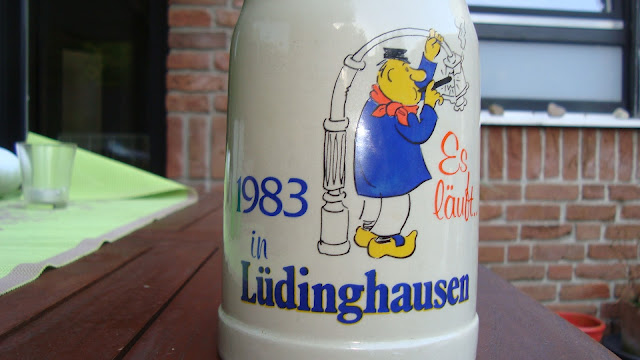 Es
läuft..
1983
in
Lüdinghausen